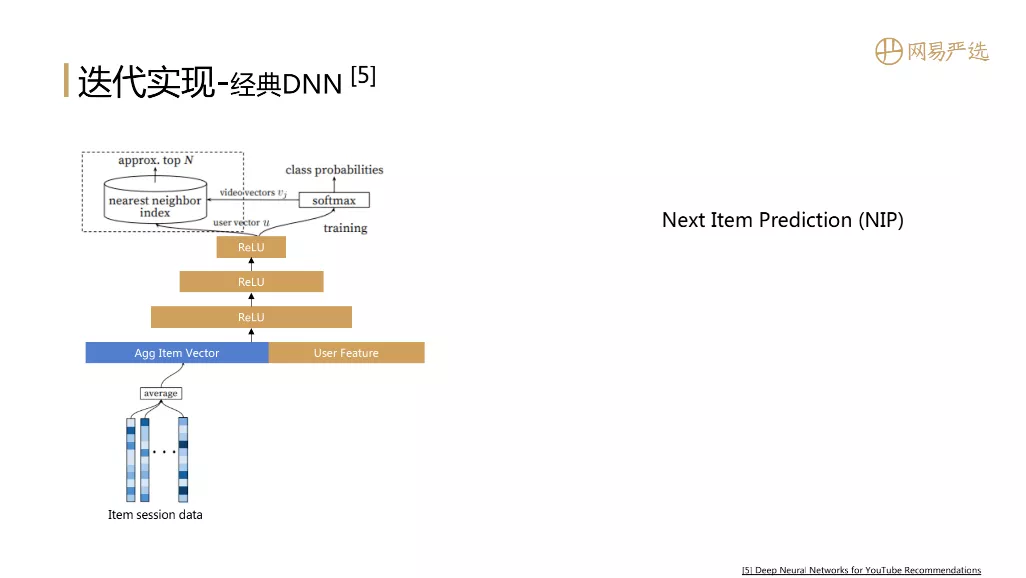 网易严选
迭代实现-经典DNN [5]
approx. top N
class probabilities
nearest neighbor
index
video vectors vj
softmax
user vector u
training
Next Item Prediction (NIP)
ReLU
ReLU
ReLU
Agg Item Vector
User Feature
average
Item session data
[5] Deep Neural Networks for YouTube Recommendations